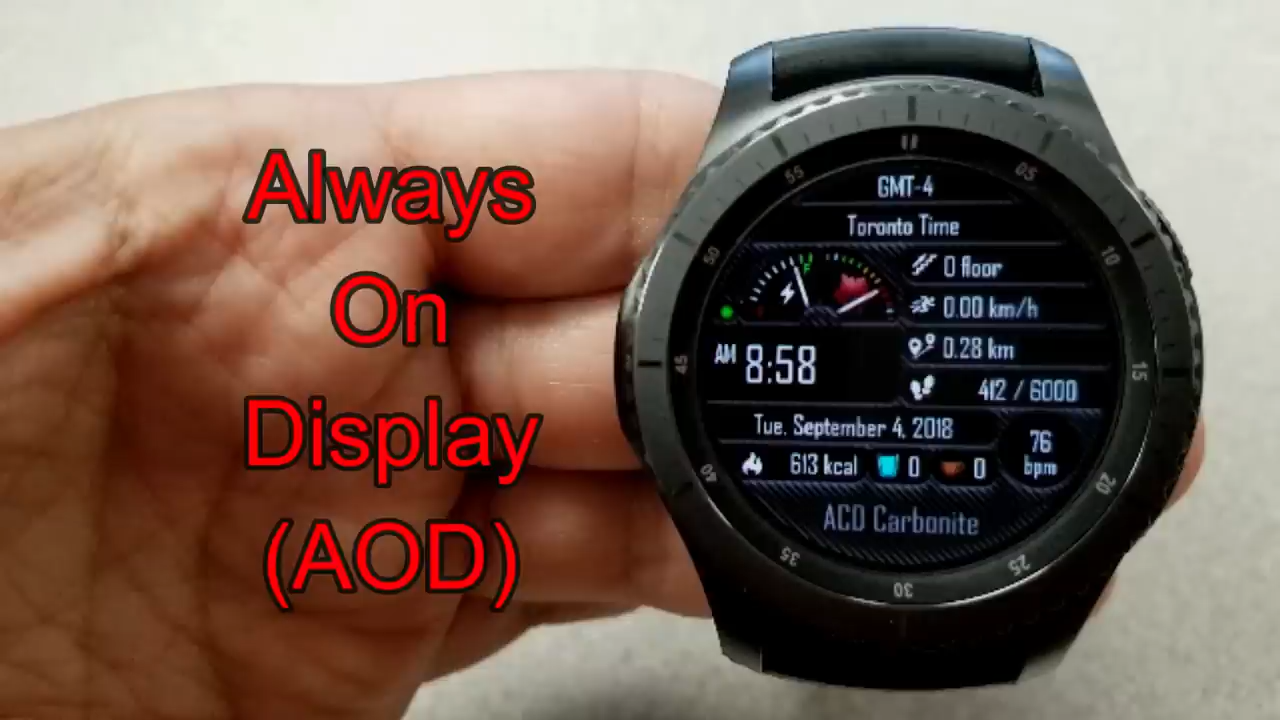 Always
On
Display
(AOD)
GMT-4
Toronto Time
F
0 floor
0.00 km/h
0.28 km
AM 8:58
412 / 6000
Tue, September 4, 2018
76
bpm
613 kcal 0 0
ACD Carbonite
05
10
15
20
25
30
35
40
45
50
55